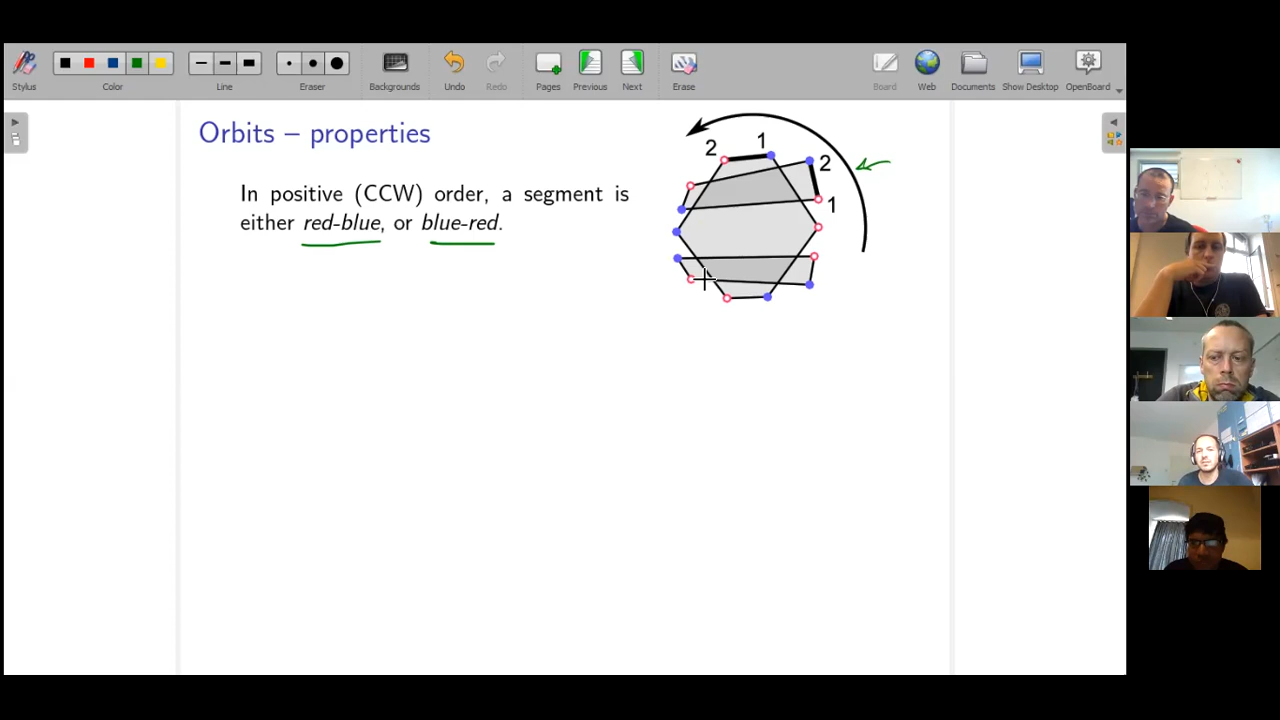 Stylus
Color
Line
Eraser
Backgrounds
Undo
Redo
Pages
Previous
Next
Erase
Board
Web
Documents
Show Desktop
OpenBoard
Orbits – properties
In positive (CCW) order, a segment is
either red-blue, or blue-red.
2
1
2
1